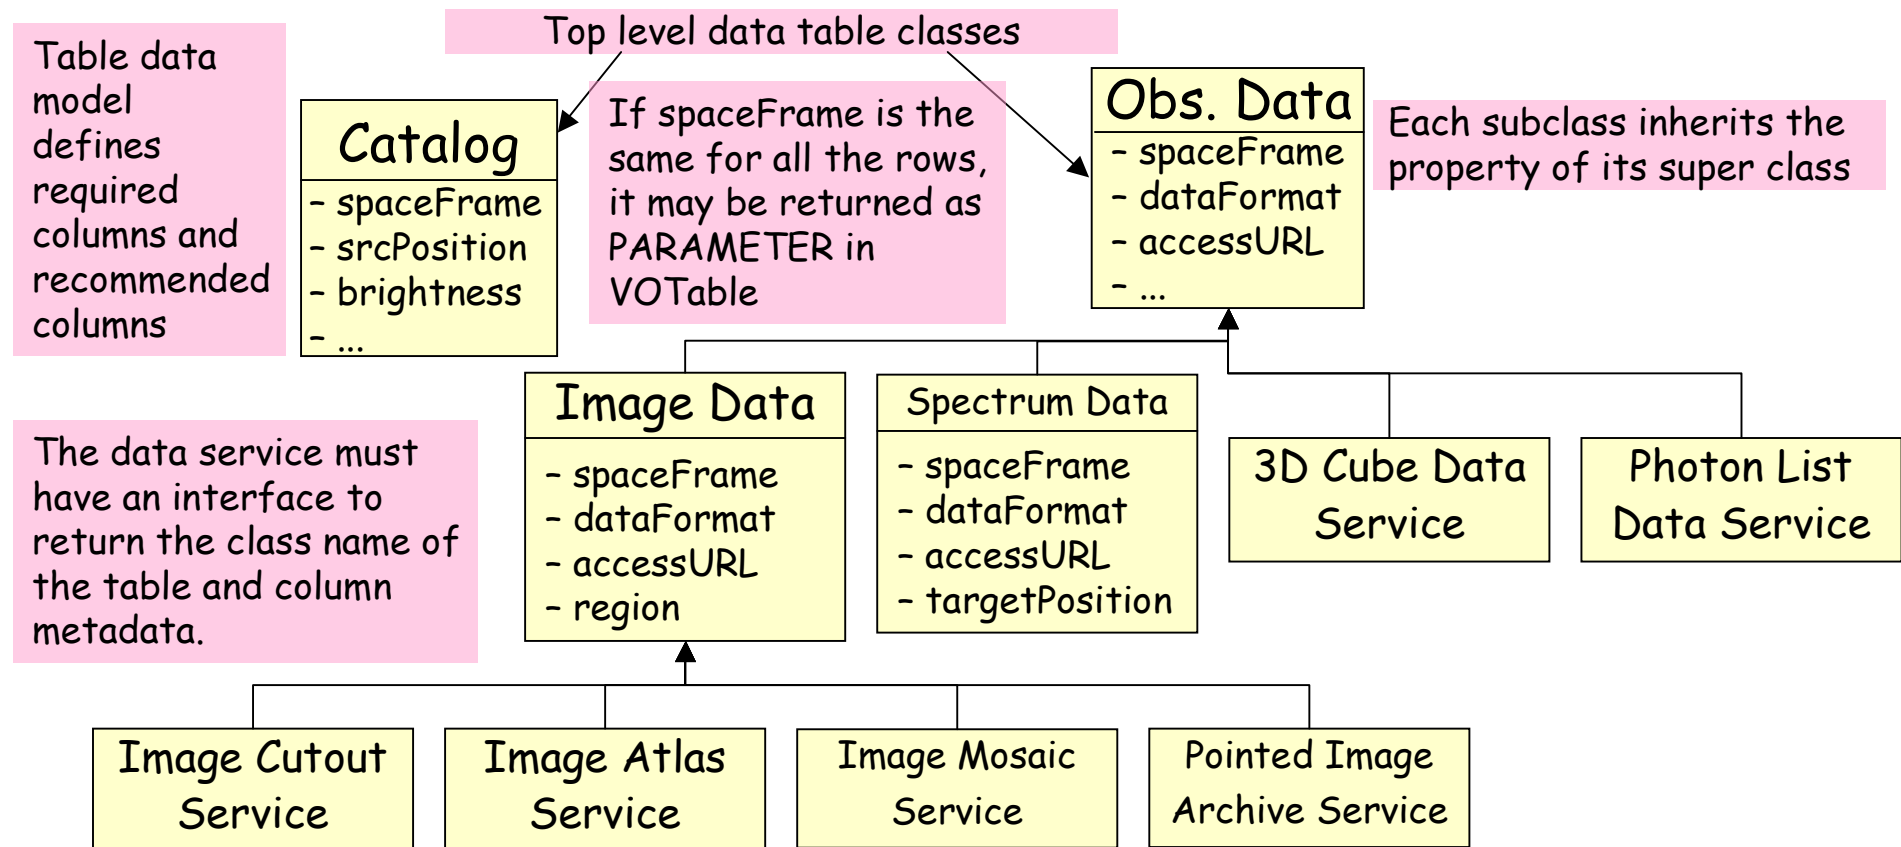 Top level data table classes
Table data
model
defines
required
columns and
recommended
columns
Catalog
- spaceFrame
- srcPosition
- brightness
- ...
If spaceFrame is the
same for all the rows,
it may be returned as
PARAMETER in
VOTable
Obs. Data
- spaceFrame
- dataFormat
- accessURL
- ...
Each subclass inherits the
property of its super class
The data service must
have an interface to
return the class name of
the table and column
metadata.
Image Data
- spaceFrame
- dataFormat
- accessURL
- region
Spectrum Data
- spaceFrame
- dataFormat
- accessURL
- targetPosition
3D Cube Data
Service
Photon List
Data Service
Image Cutout
Service
Image Atlas
Service
Image Mosaic
Service
Pointed Image
Archive Service